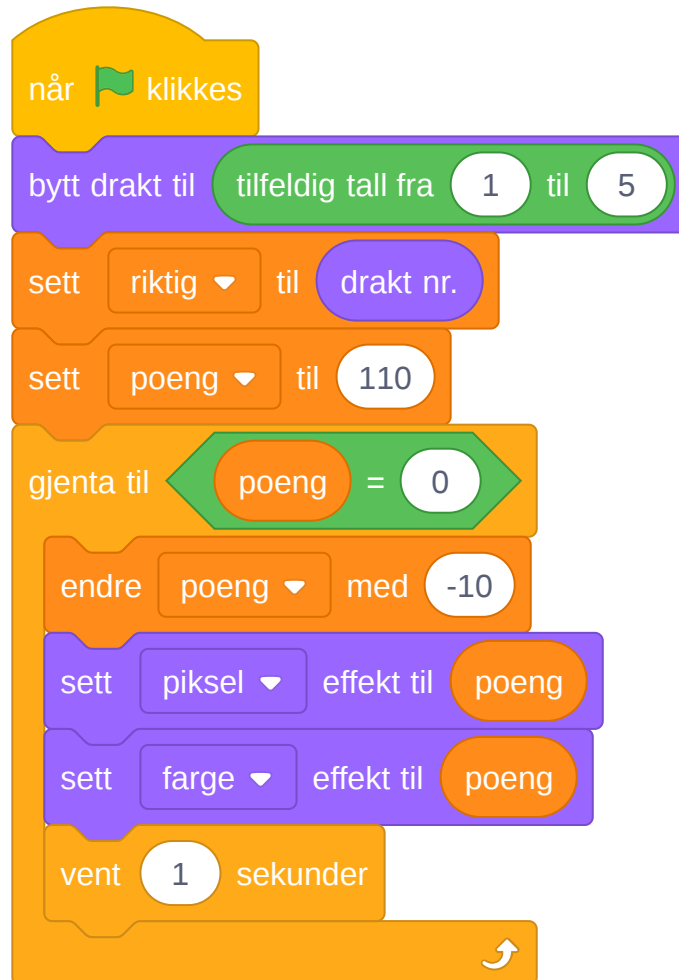 når klikkes
bytt drakt til tilfeldig tall fra 1 til 5
sett riktig til drakt nr.
sett poeng til 110
gjenta til poeng = 0
endre poeng med -10
sett piksel effekt til poeng
sett farge effekt til poeng
vent 1 sekunder